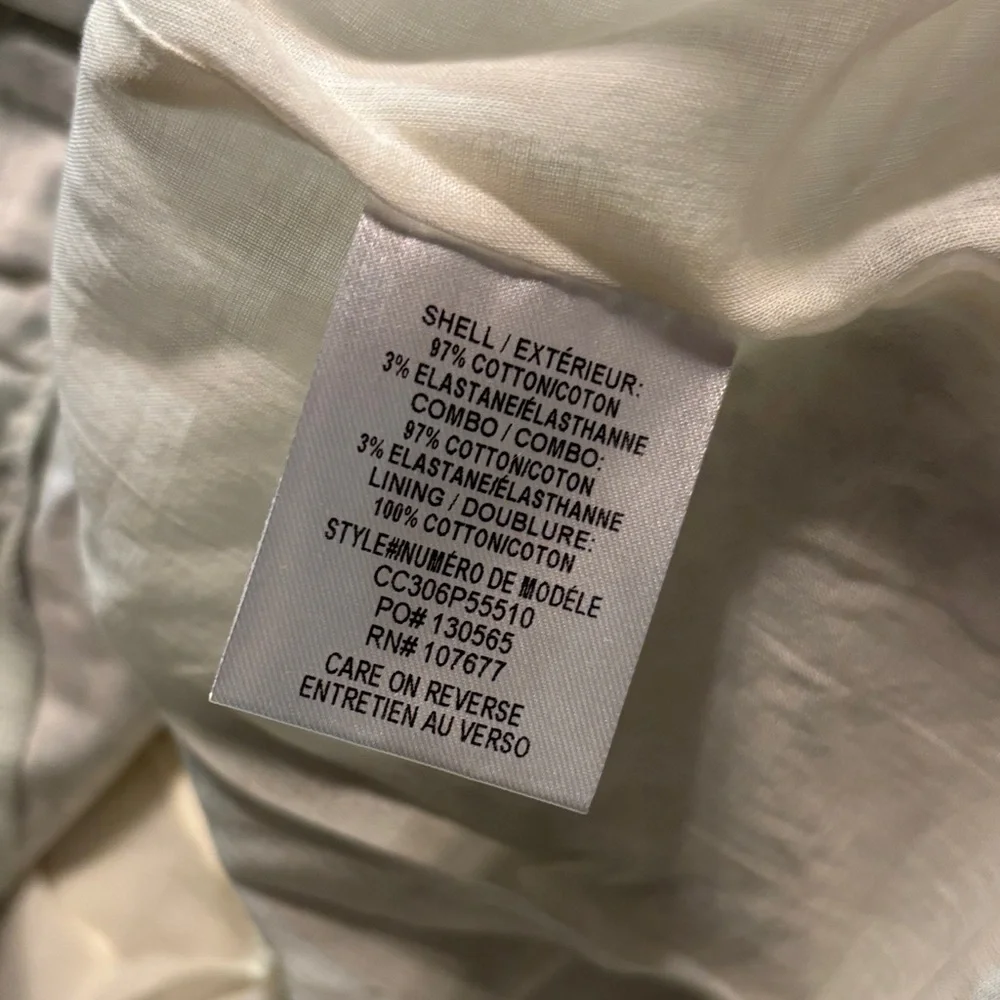 SHELL / EXTÉRIEUR:
97% COTTON/COTON
3% ELASTANE/ÉLASTHANNE
COMBO / COMBO:
97% COTTON/COTON
3% ELASTANE/ÉLASTHANNE
LINING / DOUBLURE:
100% COTTON/COTON
STYLE#/NUMÉRO DE MODÉLE
CC306P55510
PO# 130565
RN# 107677
CARE ON REVERSE
ENTRETIEN AU VERSO